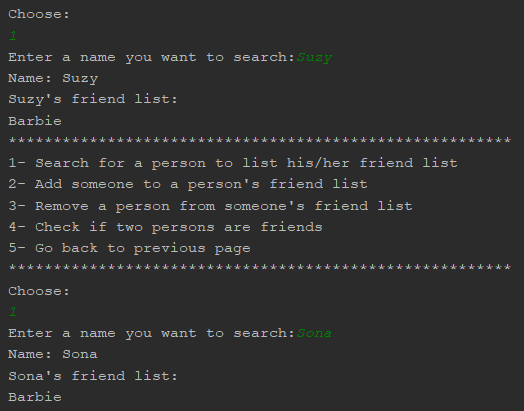 Choose:
1
Enter a name you want to search:Suzy
Name: Suzy
Suzy's friend list:
Barbie
********************************************************
1- Search for a person to list his/her friend list
2- Add someone to a person's friend list
3- Remove a person from someone's friend list
4- Check if two persons are friends
5- Go back to previous page
********************************************************
Choose:
1
Enter a name you want to search:Sona
Name: Sona
Sona's friend list:
Barbie